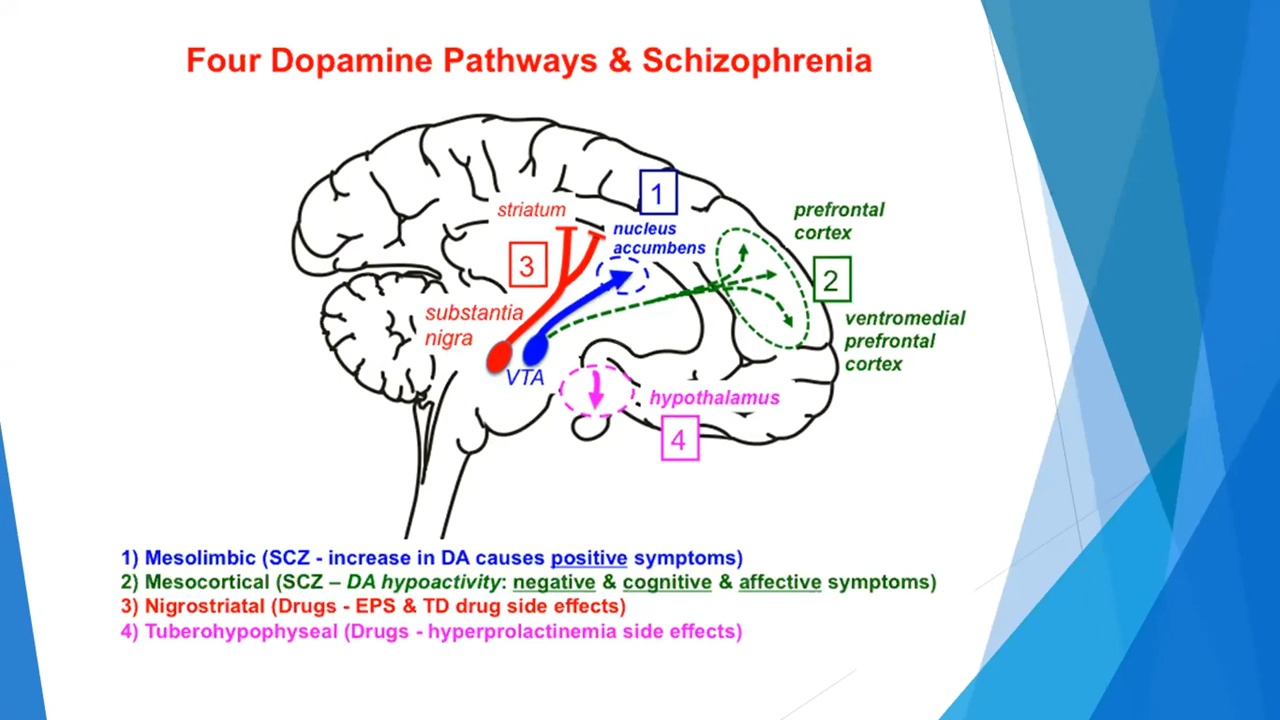 Four Dopamine Pathways & Schizophrenia
1
striatum
nucleus
accumbens
prefrontal
cortex
3
2
substantia
nigra
ventromedial
prefrontal
cortex
VTA
hypothalamus
4
1) Mesolimbic (SCZ - increase in DA causes positive symptoms)
2) Mesocortical (SCZ – DA hypoactivity: negative & cognitive & affective symptoms)
3) Nigrostriatal (Drugs - EPS & TD drug side effects)
4) Tuberohypophyseal (Drugs - hyperprolactinemia side effects)